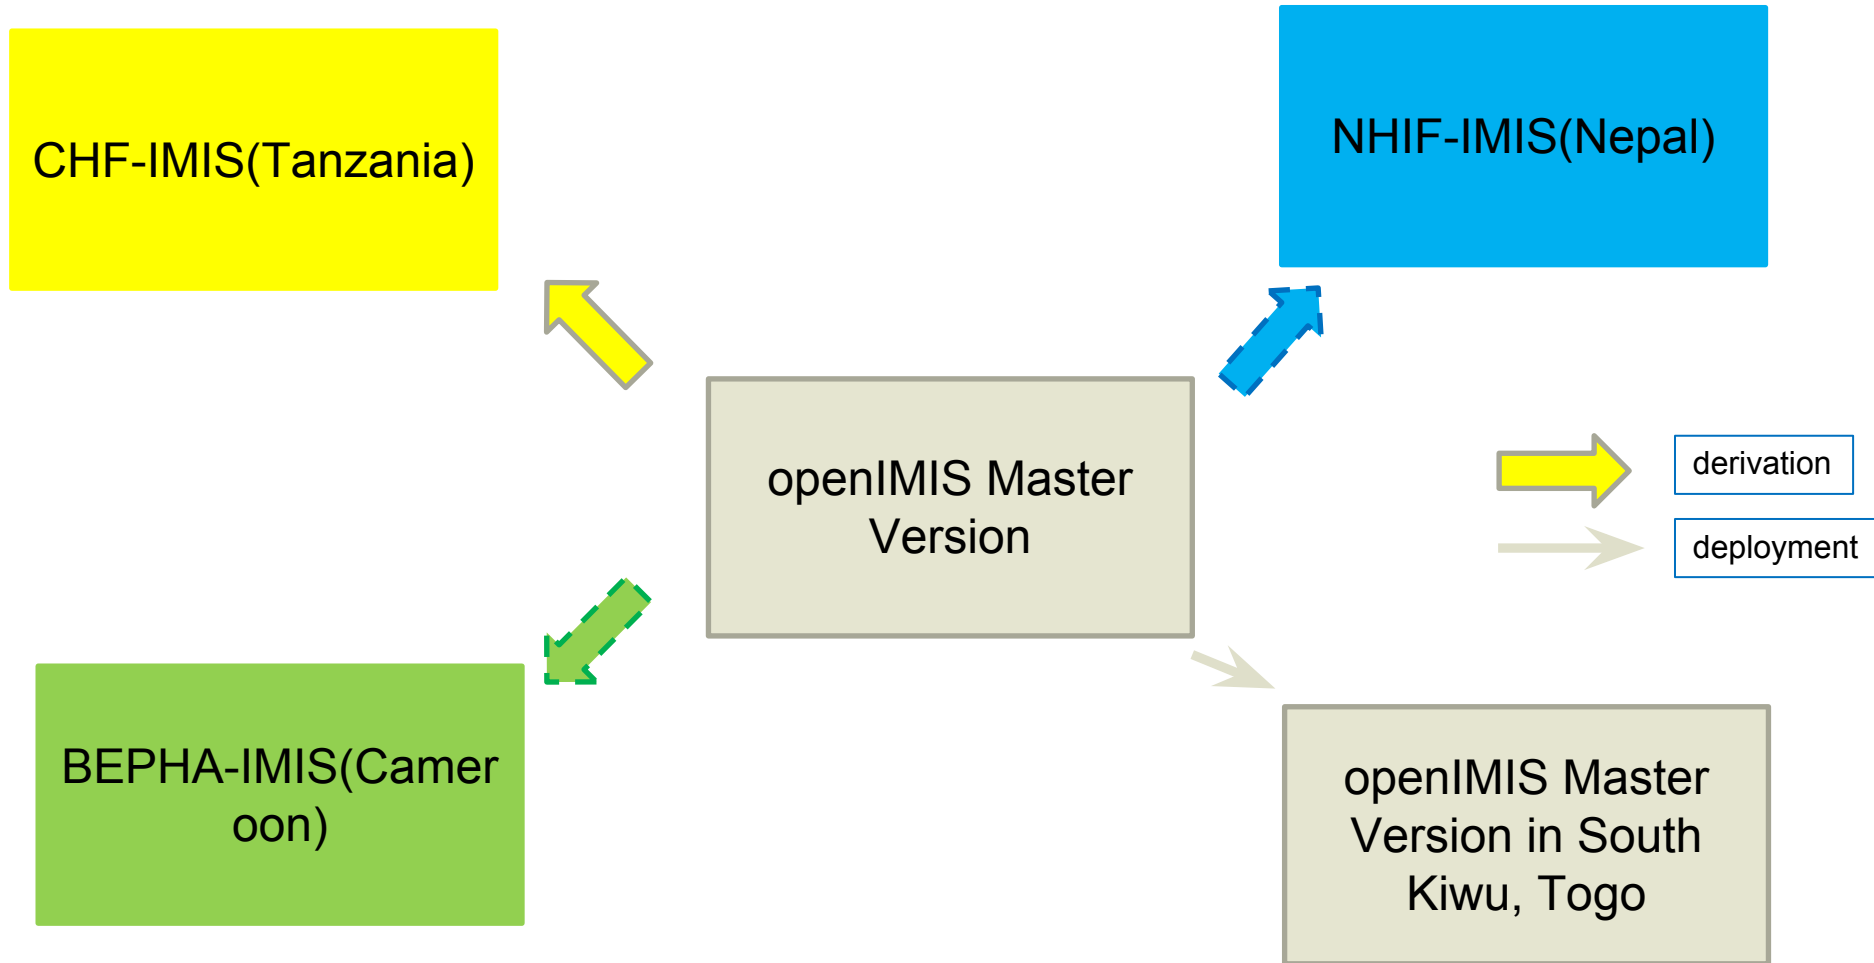 CHF-IMIS(Tanzania)
NHIF-IMIS(Nepal)
openIMIS Master
Version
derivation
deployment
BEPHA-IMIS(Camer
oon)
openIMIS Master
Version in South
Kiwu, Togo